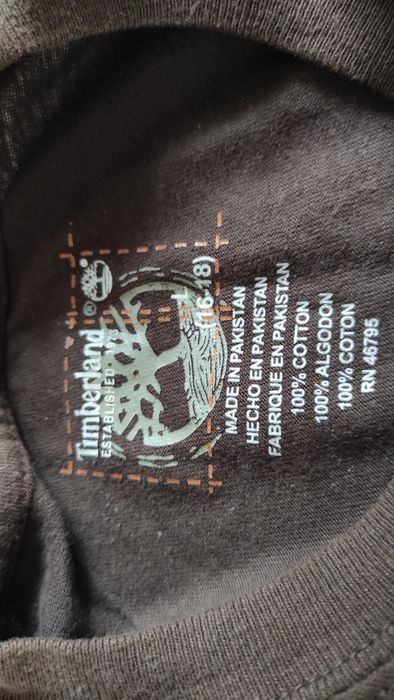 Timberland®
ESTABLISHED 1973
L
(16-18)
MADE IN PAKISTAN
HECHO EN PAKISTAN
FABRIQUE EN PAKISTAN
100% COTTON
100% ALGODON
100% COTON
RN 46795